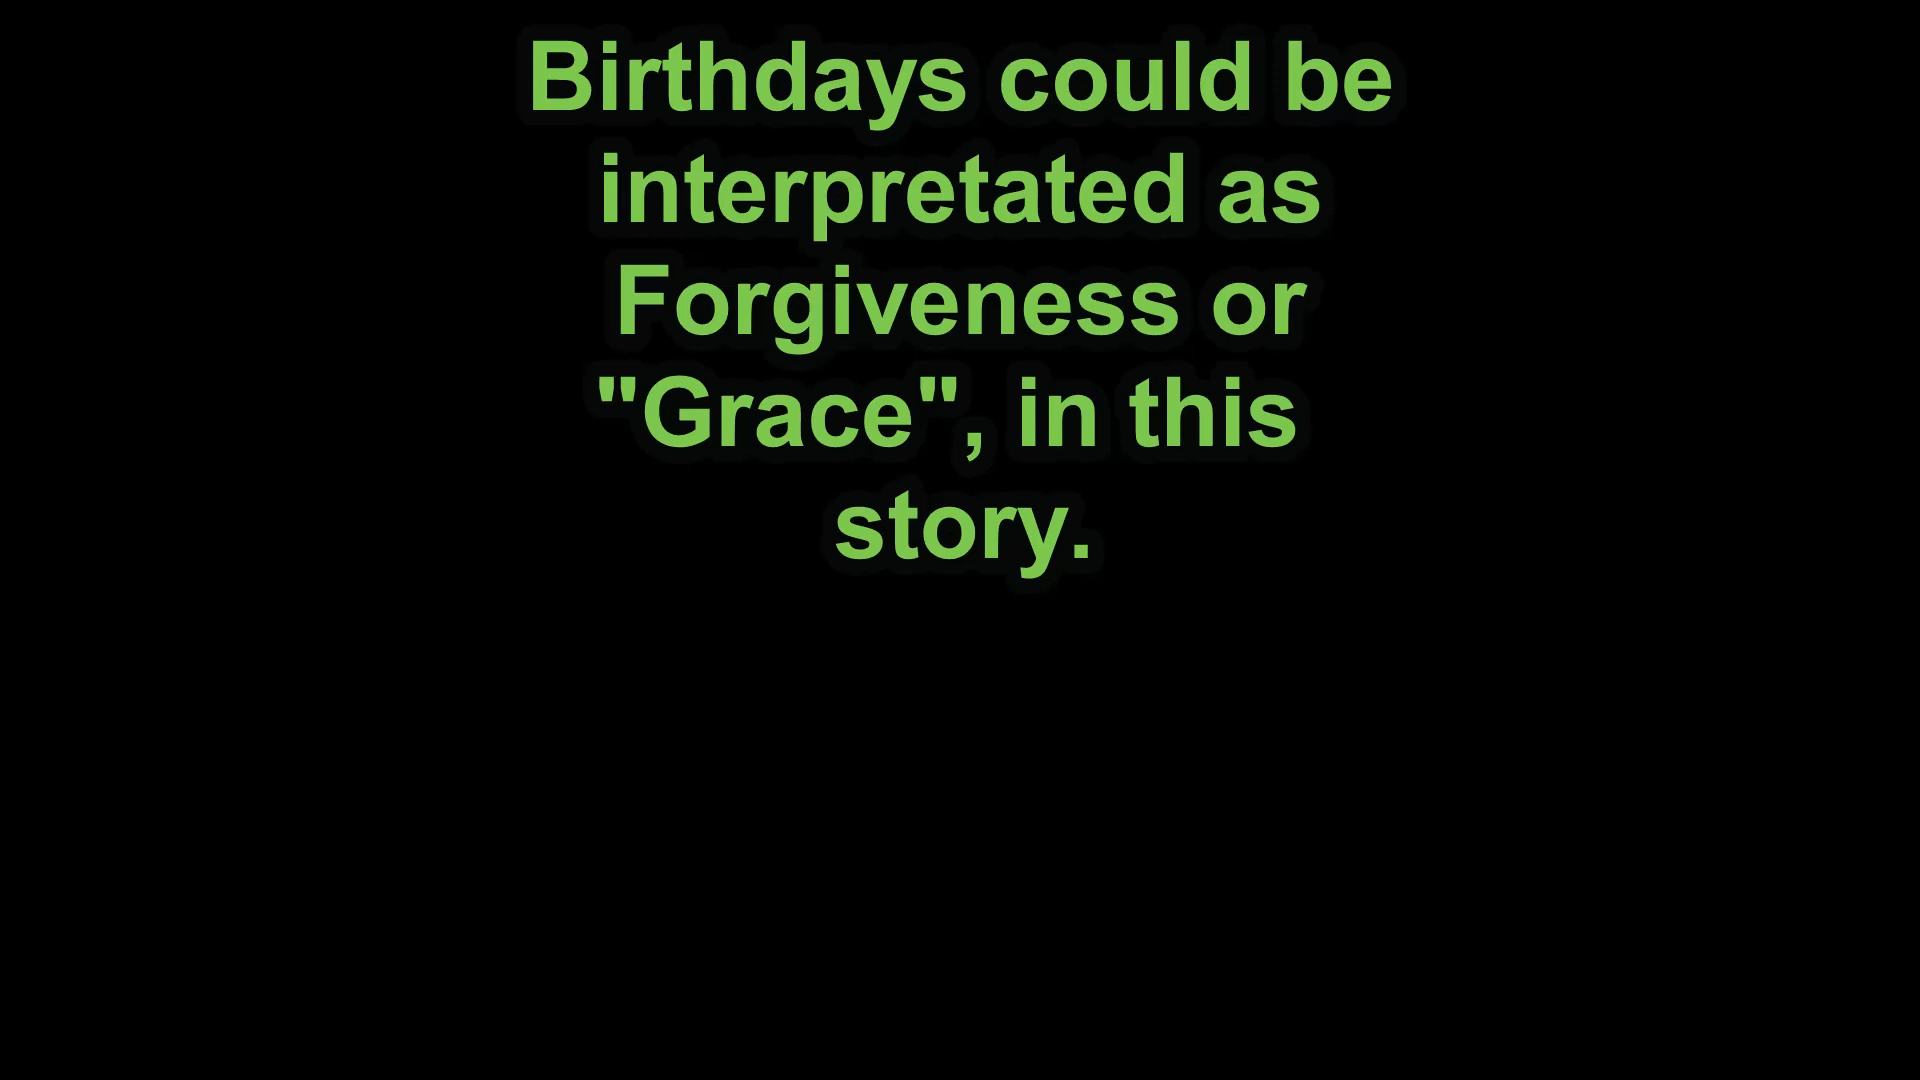 Birthdays could be
interpretated as
Forgiveness or
"Grace", in this
story.